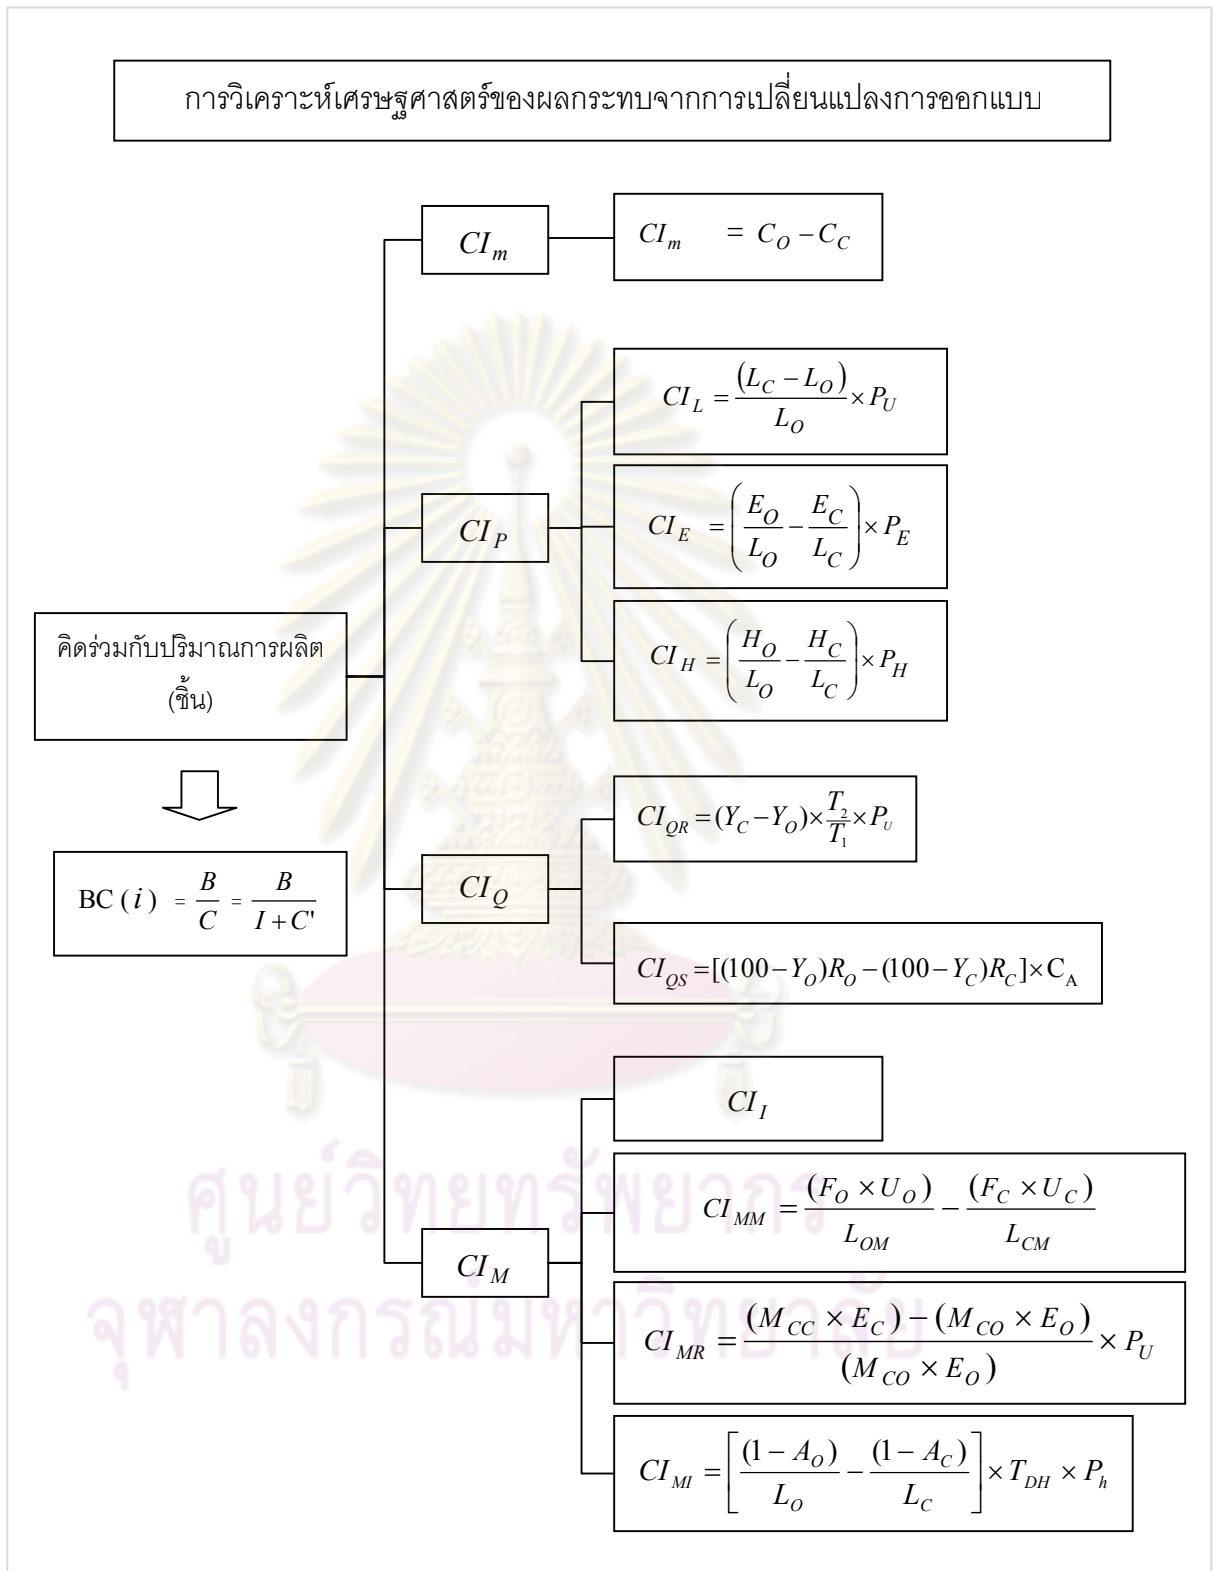 การวิเคราะห์เศรษฐศาสตร์ของผลกระทบจากการเปลี่ยนแปลงการออกแบบ
CI_m
CI_m = C_O − C_C
CI_L = (L_C − L_O) / L_O × P_U
CI_P
CI_E = (E_O / L_O − E_C / L_C) × P_E
CI_H = (H_O / L_O − H_C / L_C) × P_H
คิดร่วมกับปริมาณการผลิต
(ชิ้น)
BC (i) = B / C = B / (I + C')
CI_QR = (Y_C − Y_O) × T_2 / T_1 × P_U
CI_Q
CI_QS = [(100 − Y_O)R_O − (100 − Y_C)R_C] × C_A
CI_I
CI_MM = (F_O × U_O) / L_OM − (F_C × U_C) / L_CM
CI_M
CI_MR = ((M_CC × E_C) − (M_CO × E_O)) / (M_CO × E_O) × P_U
CI_MI = [(1 − A_O) / L_O − (1 − A_C) / L_C] × T_DH × P_h
ศูนย์วิทยทรัพยากร
จุฬาลงกรณ์มหาวิทยาลัย